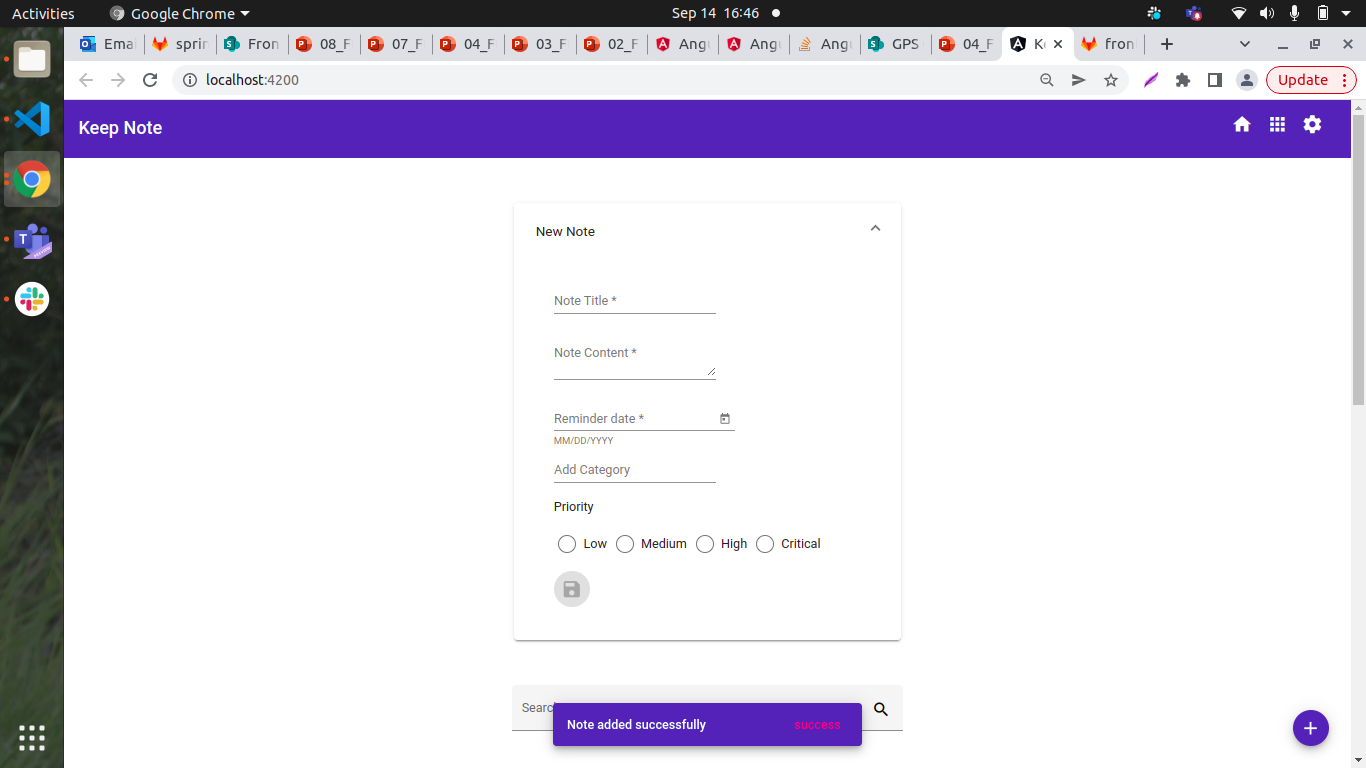 Activities Google Chrome Sep 14 16:46
Emai sprin Fron 08_F 07_F 04_F 03_F 02_F Angu Angu Angu GPS 04_F Ke fron
localhost:4200 Update
Keep Note
New Note
Note Title *
Note Content *
Reminder date *
MM/DD/YYYY
Add Category
Priority
Low Medium High Critical
Searc
Note added successfully success